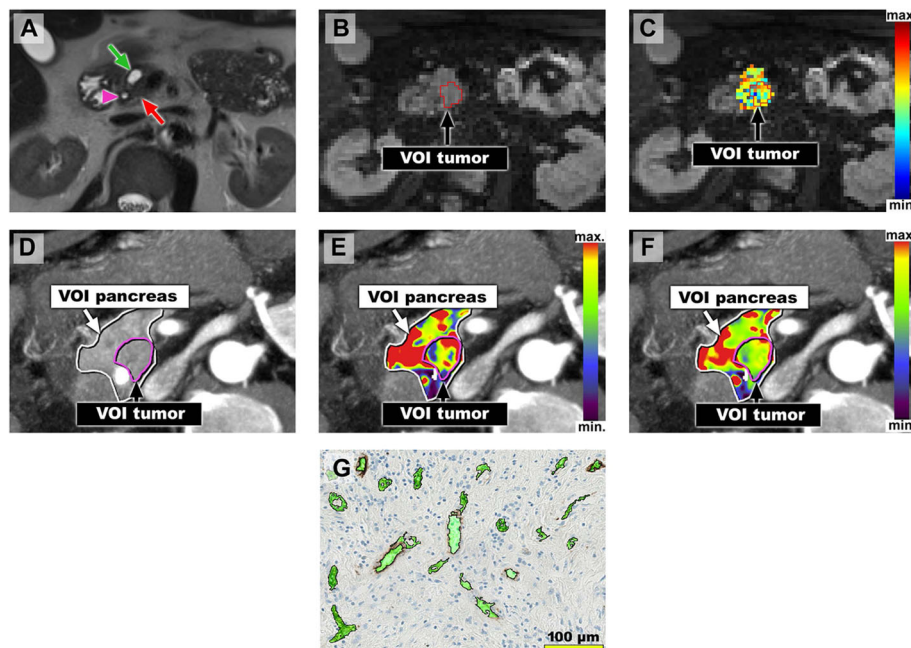 A
B
VOI tumor
C
max.
VOI tumor
min.
D
VOI pancreas
VOI tumor
E
max.
VOI pancreas
VOI tumor
min.
F
max.
VOI pancreas
VOI tumor
min.
G
100 µm